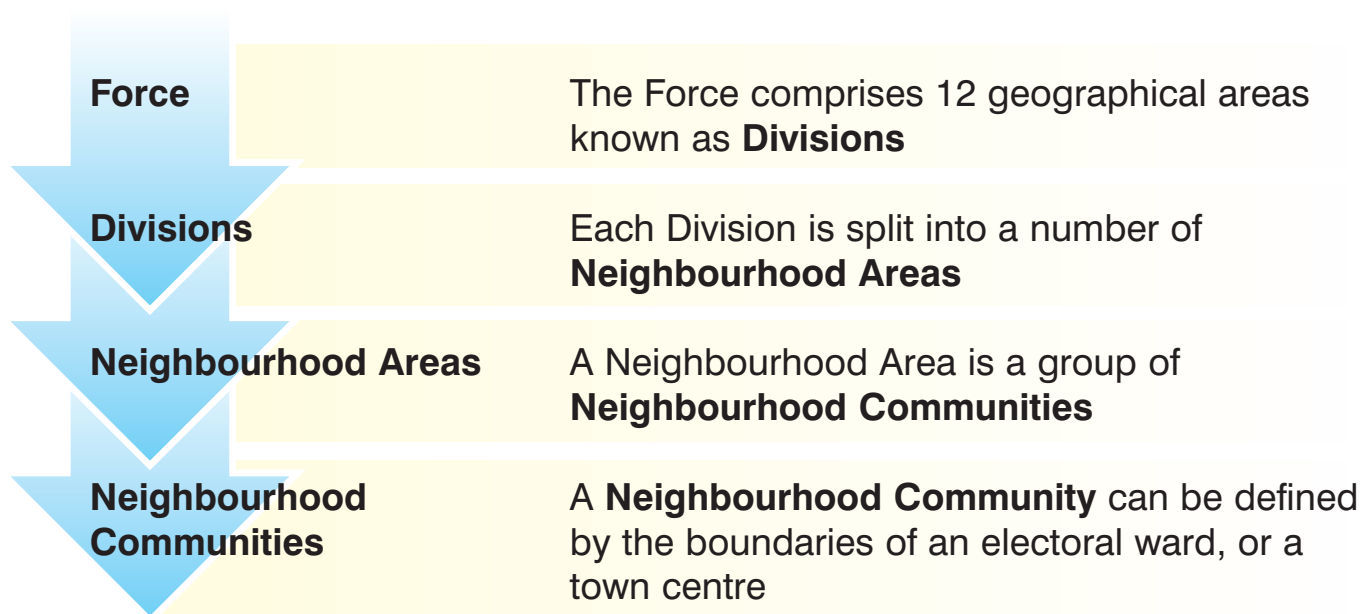 Force
The Force comprises 12 geographical areas
known as Divisions
Divisions
Each Division is split into a number of
Neighbourhood Areas
Neighbourhood Areas
A Neighbourhood Area is a group of
Neighbourhood Communities
Neighbourhood
Communities
A Neighbourhood Community can be defined
by the boundaries of an electoral ward, or a
town centre